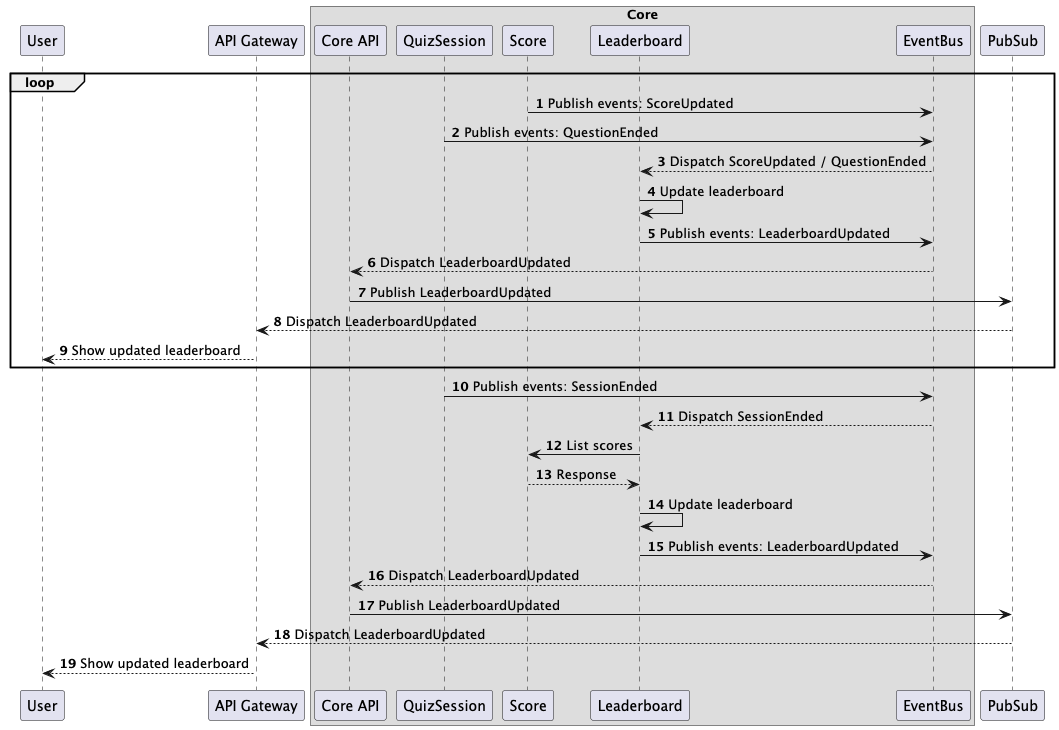 Core
User API Gateway Core API QuizSession Score Leaderboard EventBus PubSub
loop
1 Publish events: ScoreUpdated
2 Publish events: QuestionEnded
3 Dispatch ScoreUpdated / QuestionEnded
4 Update leaderboard
5 Publish events: LeaderboardUpdated
6 Dispatch LeaderboardUpdated
7 Publish LeaderboardUpdated
8 Dispatch LeaderboardUpdated
9 Show updated leaderboard
10 Publish events: SessionEnded
11 Dispatch SessionEnded
12 List scores
13 Response
14 Update leaderboard
15 Publish events: LeaderboardUpdated
16 Dispatch LeaderboardUpdated
17 Publish LeaderboardUpdated
18 Dispatch LeaderboardUpdated
19 Show updated leaderboard
User API Gateway Core API QuizSession Score Leaderboard EventBus PubSub